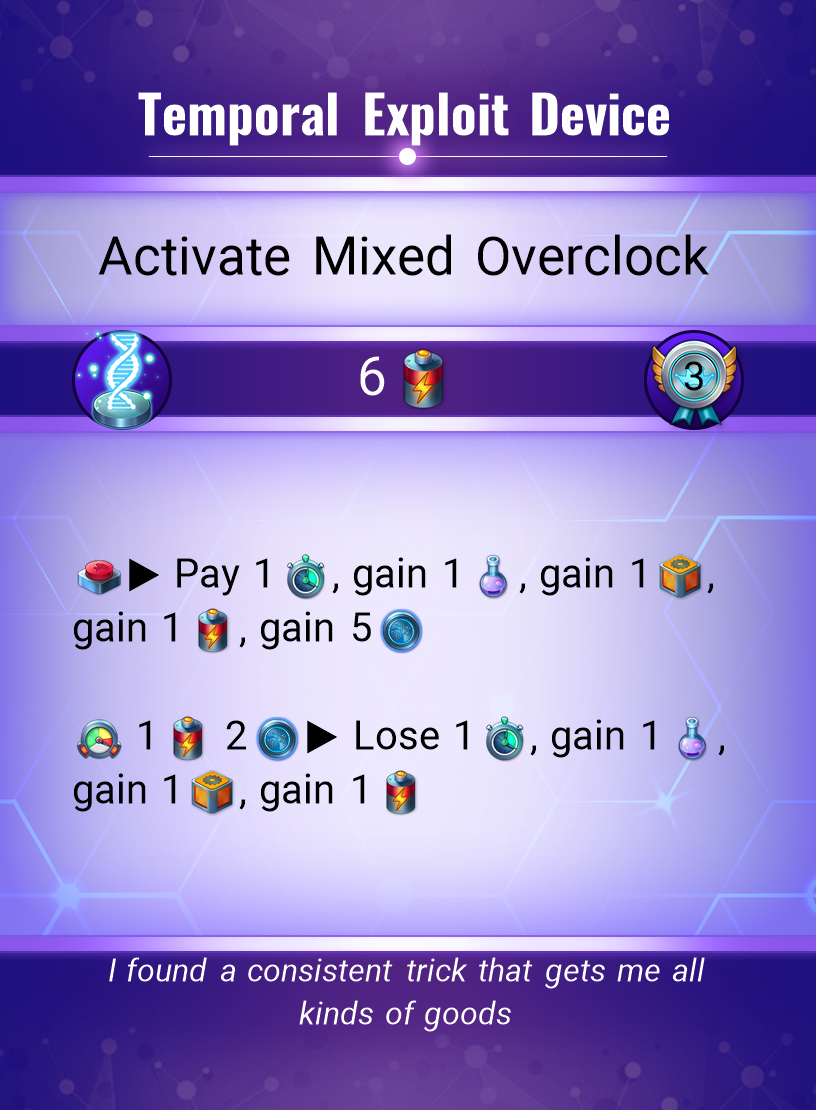 Temporal Exploit Device
Activate Mixed Overclock
6
3
▶ Pay 1 , gain 1 , gain 1 ,
gain 1 , gain 5
1 2 ▶ Lose 1 , gain 1 ,
gain 1 , gain 1
I found a consistent trick that gets me all
kinds of goods